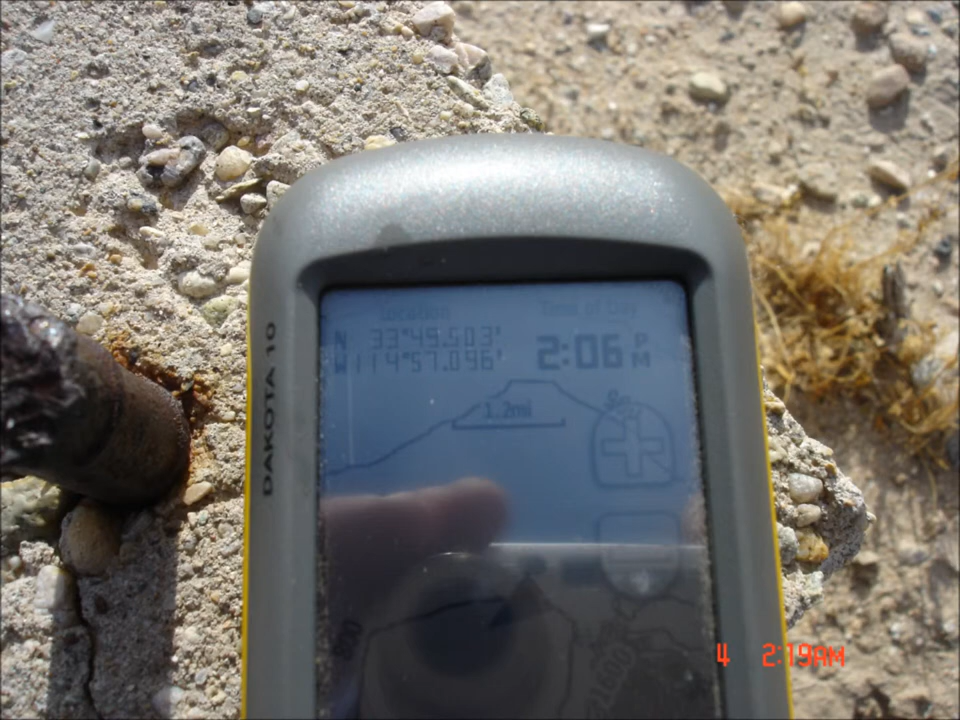 Location
Time of Day
N 33°49.503'
W114°57.096'
2:06 PM
1.2mi
DAKOTA 10
4 2:19AM